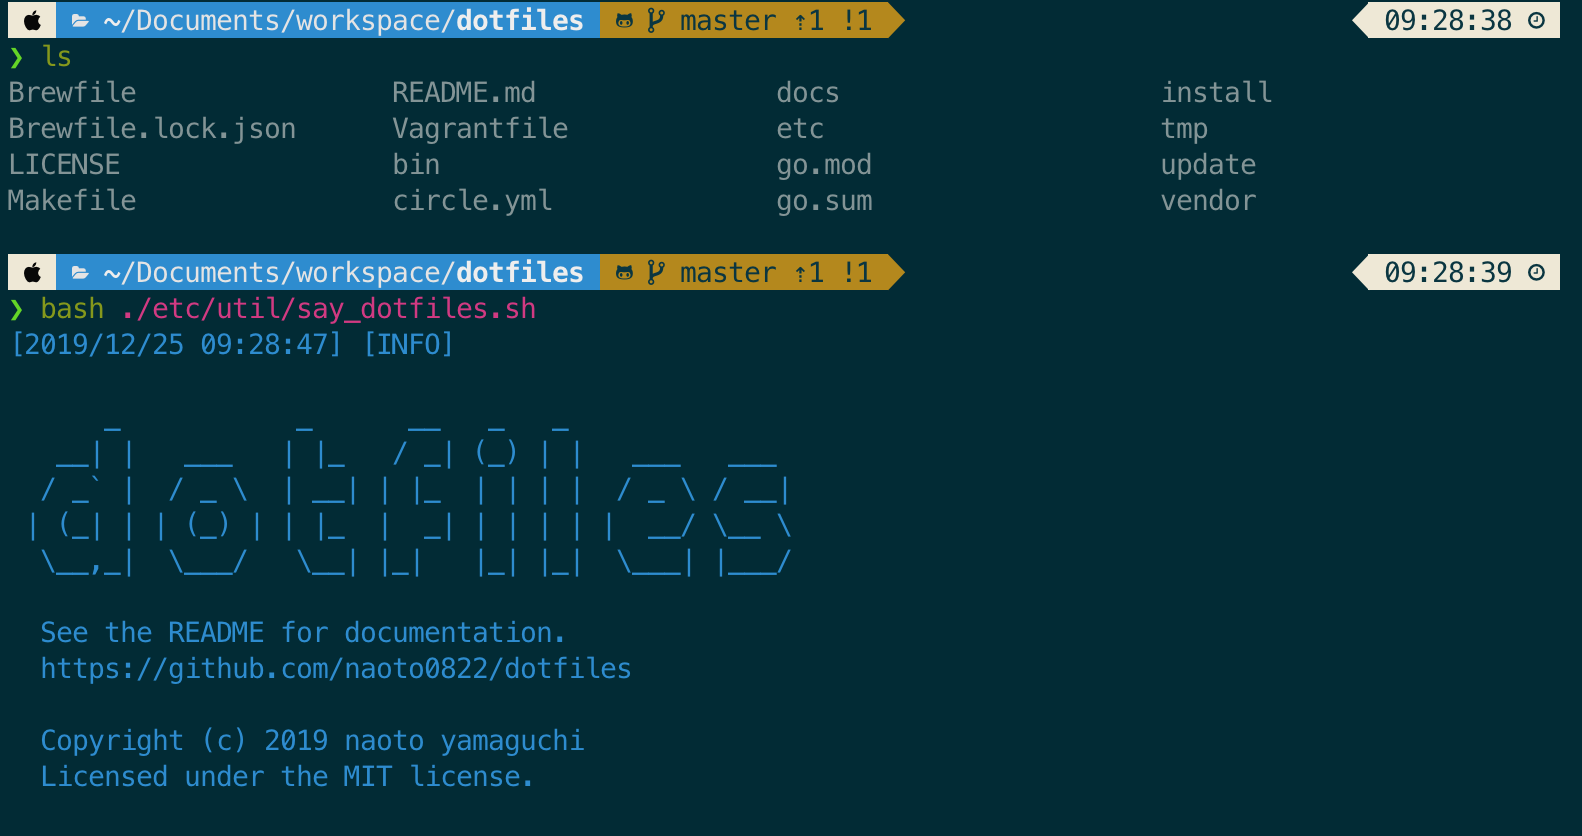 ~/Documents/workspace/dotfiles master ⇡1 !1 09:28:38
❯ ls
Brewfile README.md docs install
Brewfile.lock.json Vagrantfile etc tmp
LICENSE bin go.mod update
Makefile circle.yml go.sum vendor
~/Documents/workspace/dotfiles master ⇡1 !1 09:28:39
❯ bash ./etc/util/say_dotfiles.sh
[2019/12/25 09:28:47] [INFO]
dotfiles
See the README for documentation.
https://github.com/naoto0822/dotfiles
Copyright (c) 2019 naoto yamaguchi
Licensed under the MIT license.